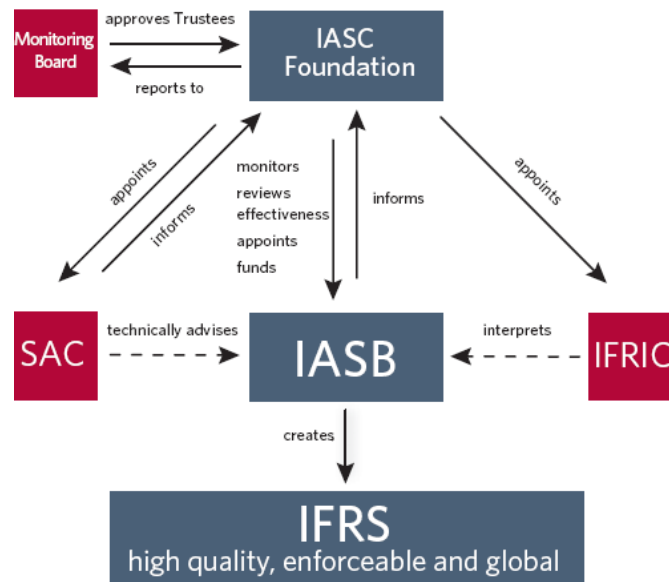 approves Trustees
Monitoring
Board
IASC
Foundation
reports to
appoints
informs
monitors
reviews
effectiveness
appoints
funds
informs
appoints
SAC
technically advises
IASB
interprets
IFRIC
creates
IFRS
high quality, enforceable and global